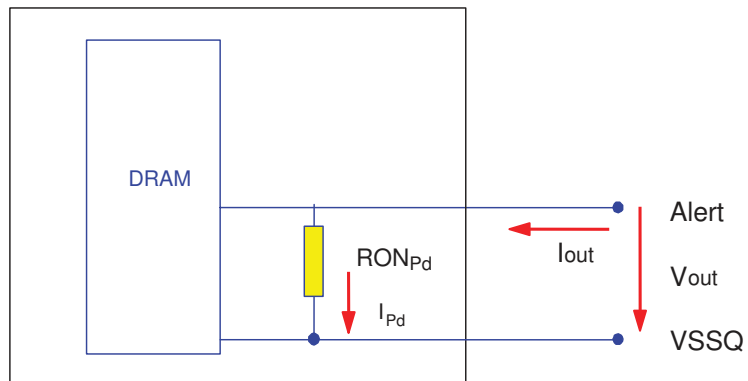 DRAM
Alert
Iout
RONPd
Vout
IPd
VSSQ